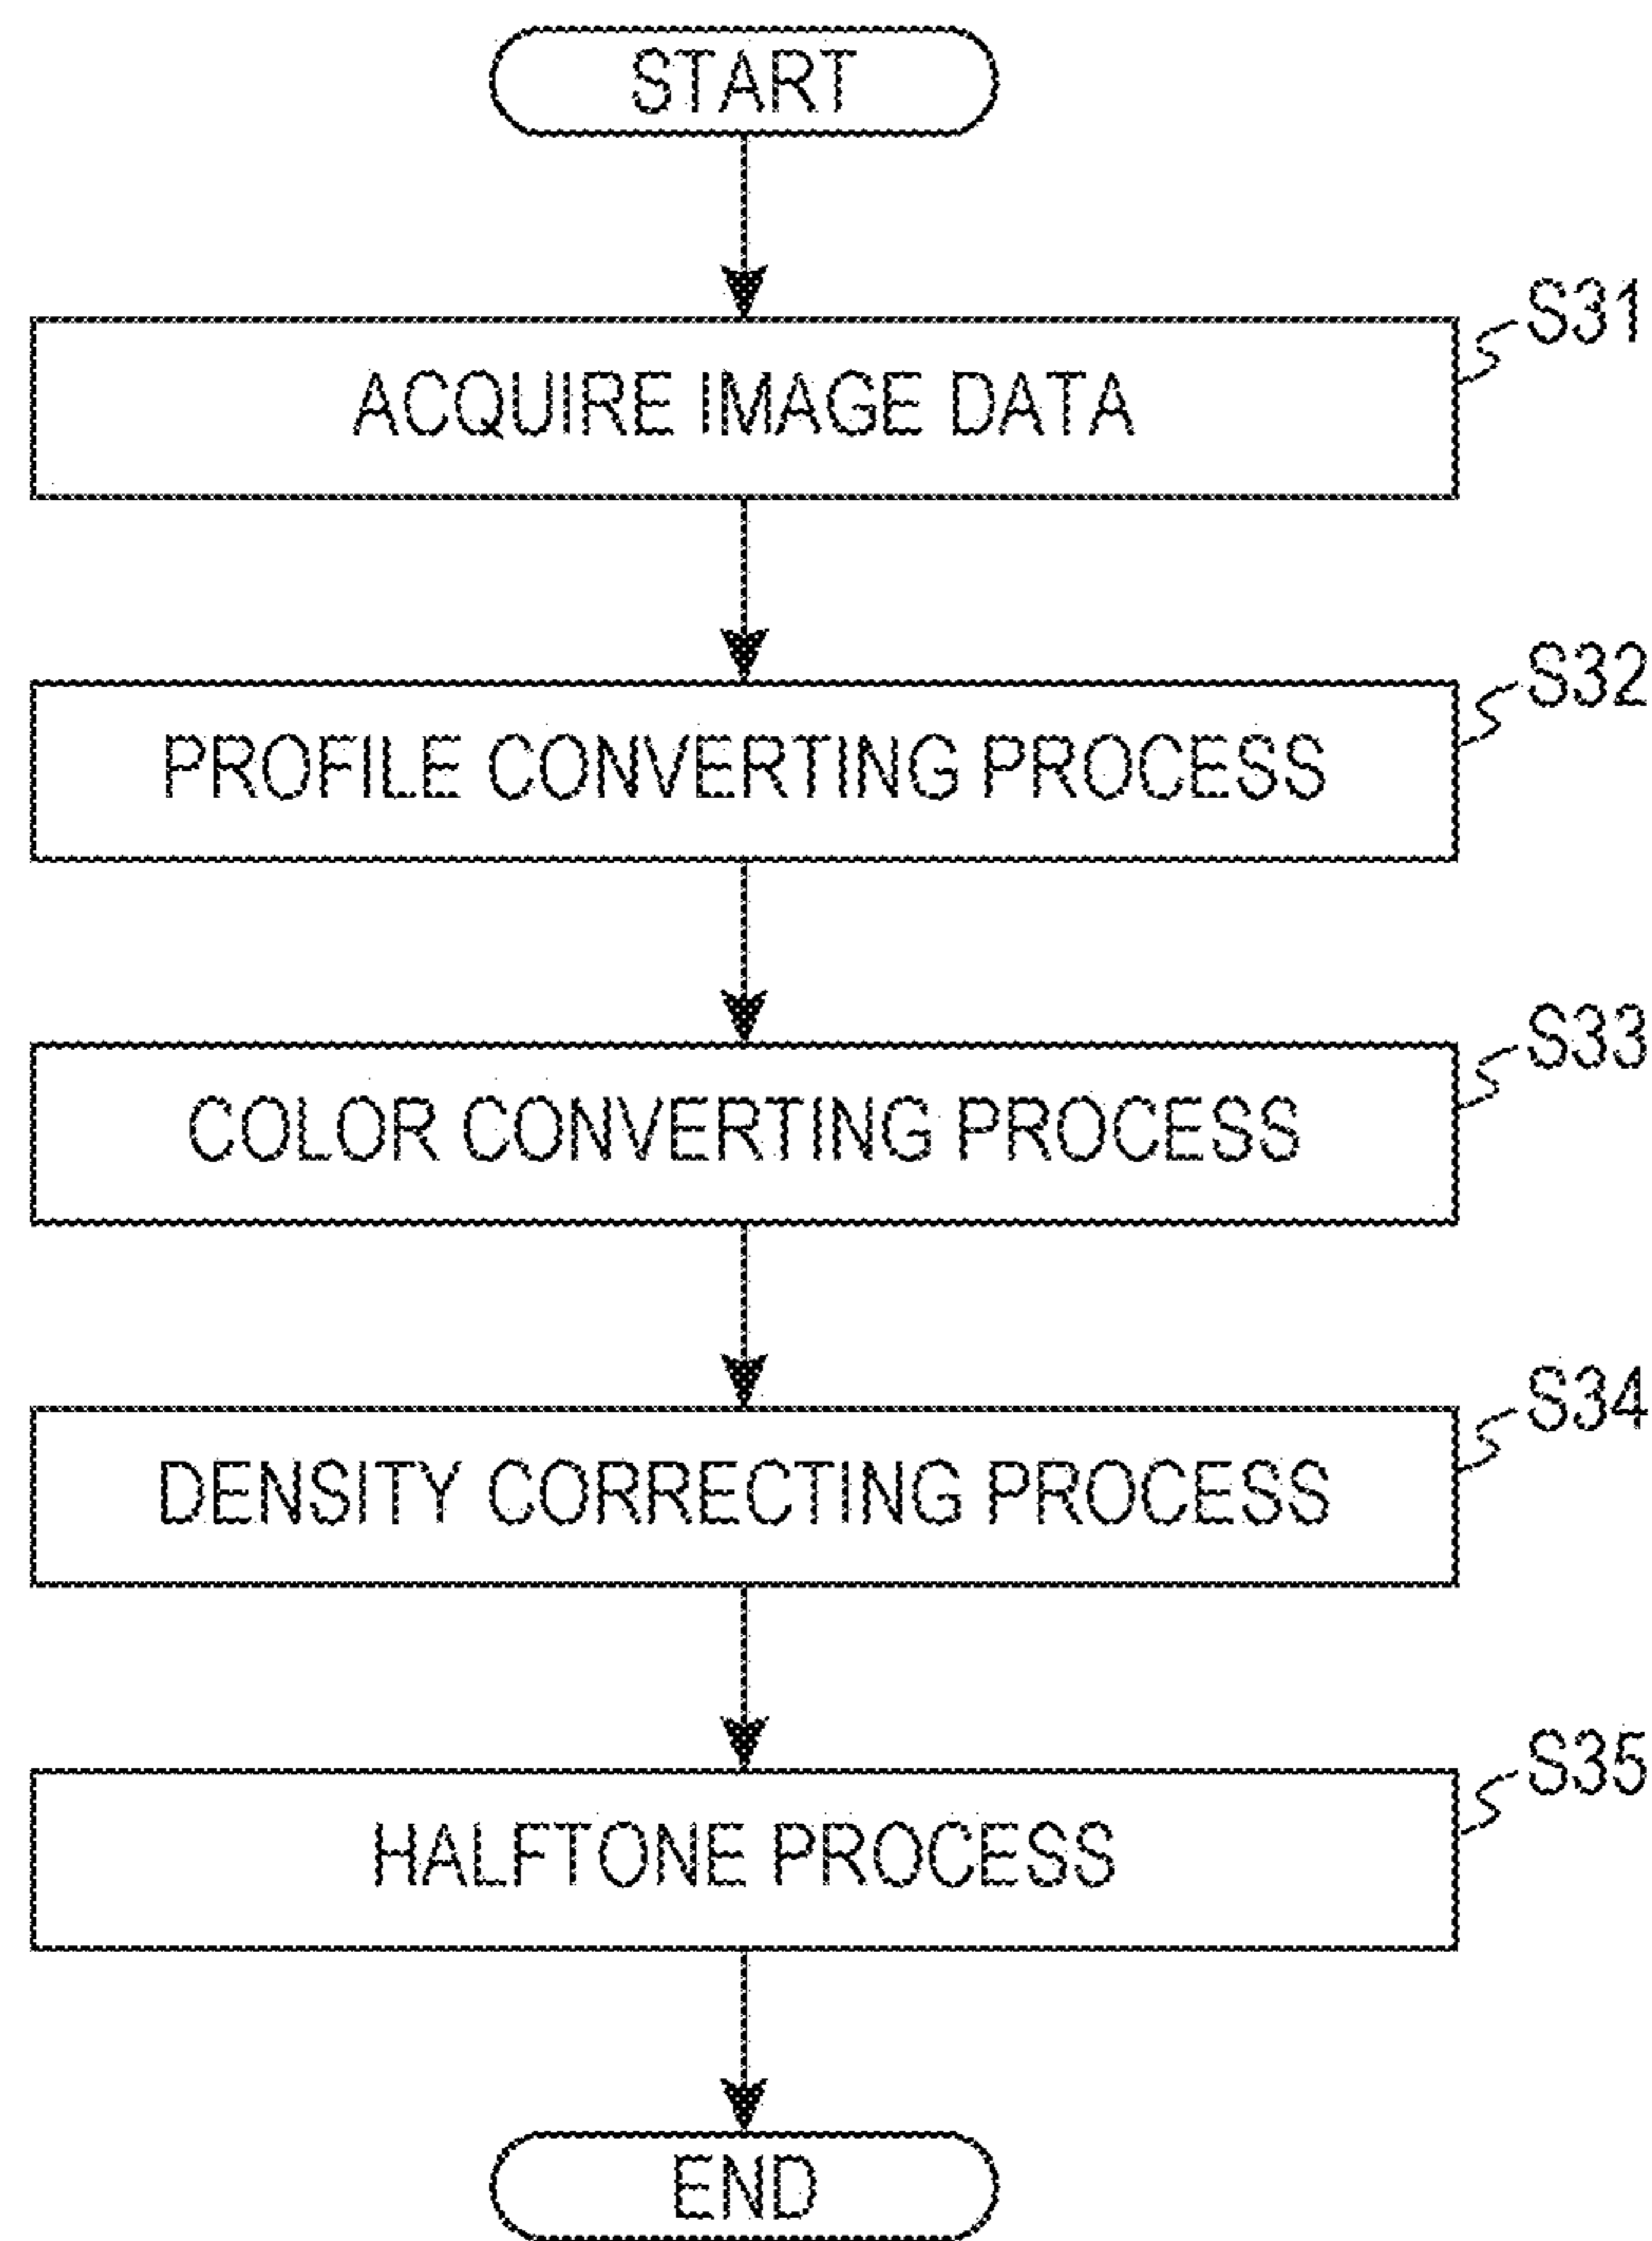 START
S31
ACQUIRE IMAGE DATA
S32
PROFILE CONVERTING PROCESS
S33
COLOR CONVERTING PROCESS
S34
DENSITY CORRECTING PROCESS
S35
HALFTONE PROCESS
END